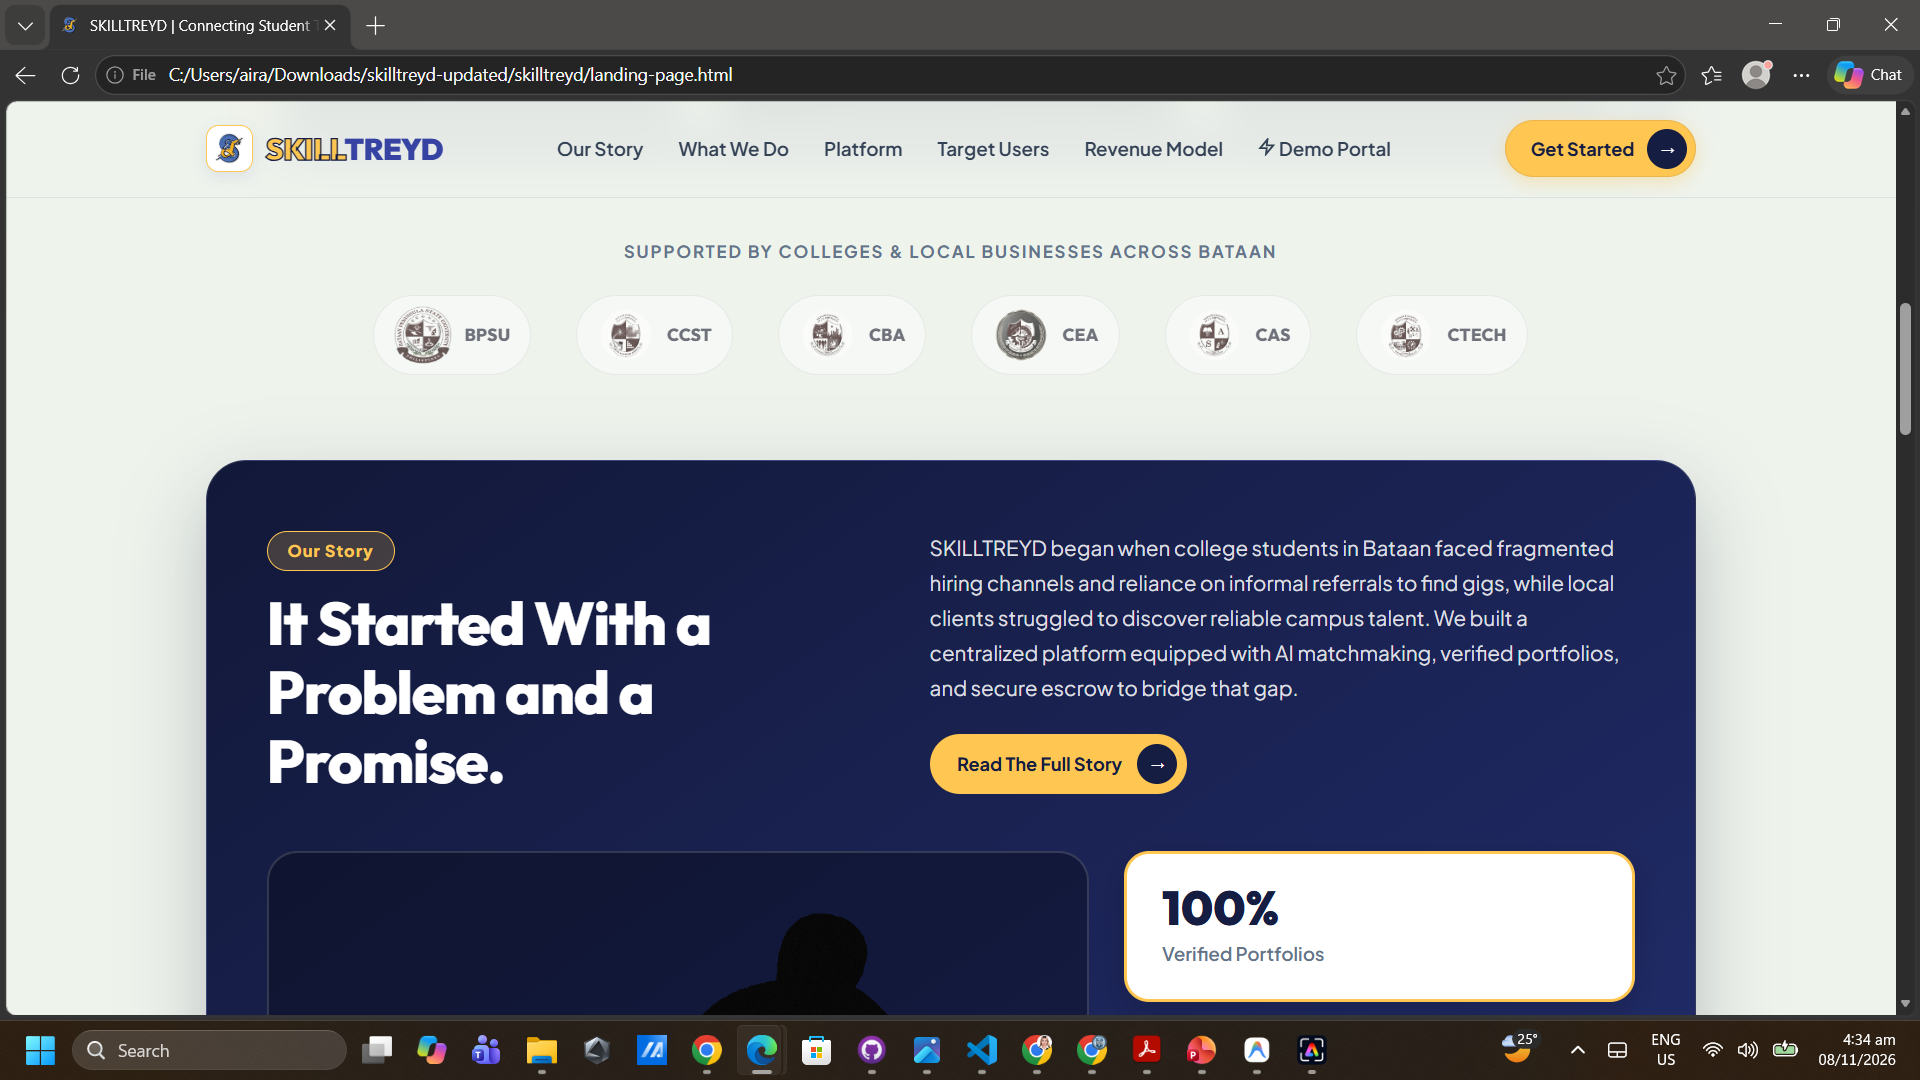 SKILLTREYD | Connecting Student T
File C:/Users/aira/Downloads/skilltreyd-updated/skilltreyd/landing-page.html
Chat
SKILLTREYD
Our Story
What We Do
Platform
Target Users
Revenue Model
Demo Portal
Get Started →
SUPPORTED BY COLLEGES & LOCAL BUSINESSES ACROSS BATAAN
BPSU
CCST
CBA
CEA
CAS
CTECH
Our Story
It Started With a
Problem and a
Promise.
SKILLTREYD began when college students in Bataan faced fragmented
hiring channels and reliance on informal referrals to find gigs, while local
clients struggled to discover reliable campus talent. We built a
centralized platform equipped with AI matchmaking, verified portfolios,
and secure escrow to bridge that gap.
Read The Full Story →
100%
Verified Portfolios
Search
25°
ENG
US
4:34 am
08/11/2026